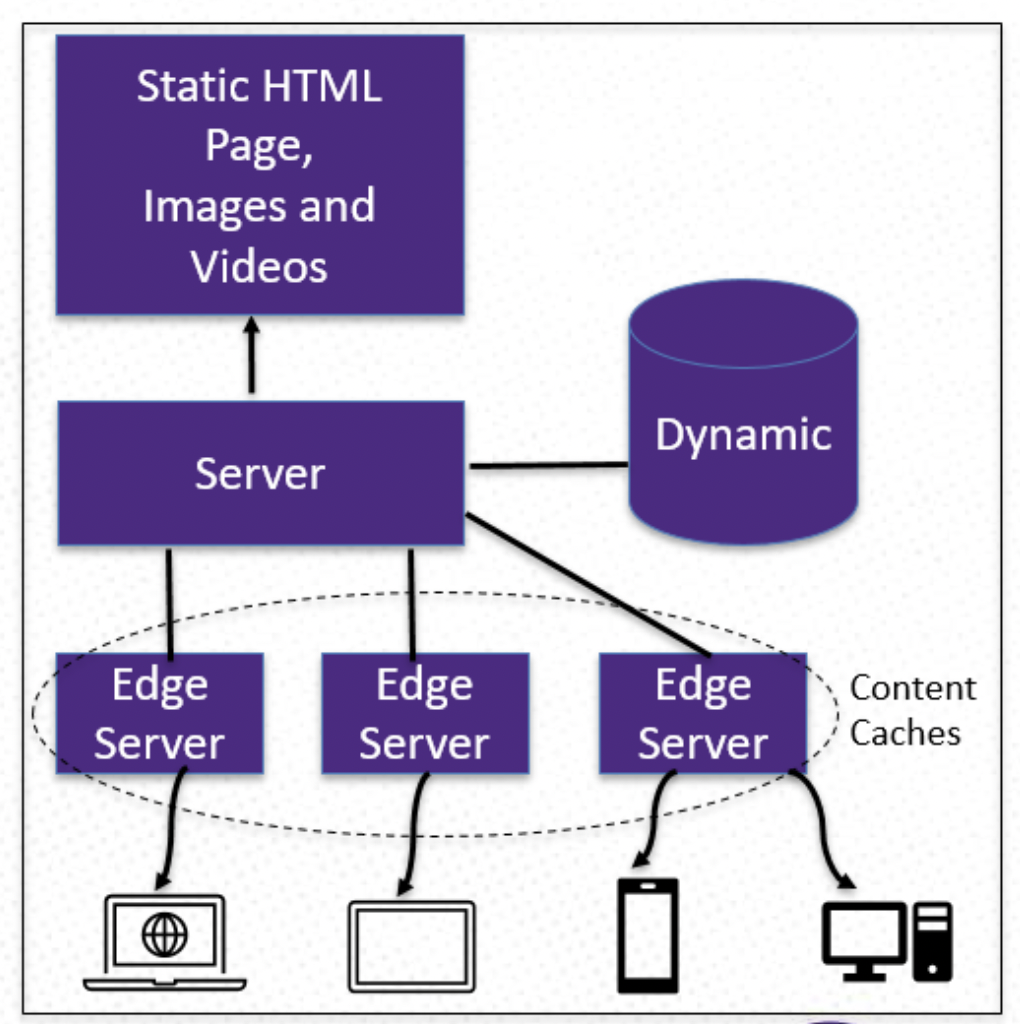 Static HTML
Page,
Images and
Videos
Dynamic
Server
Edge
Server
Edge
Server
Edge
Server
Content
Caches